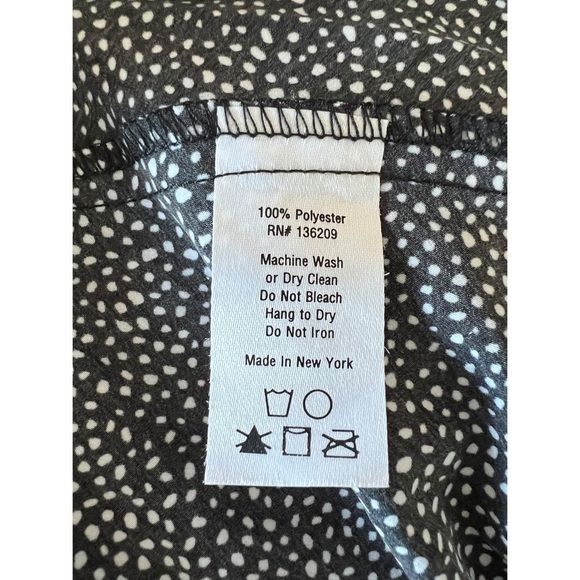 100% Polyester
RN# 136209
Machine Wash
or Dry Clean
Do Not Bleach
Hang to Dry
Do Not Iron
Made In New York